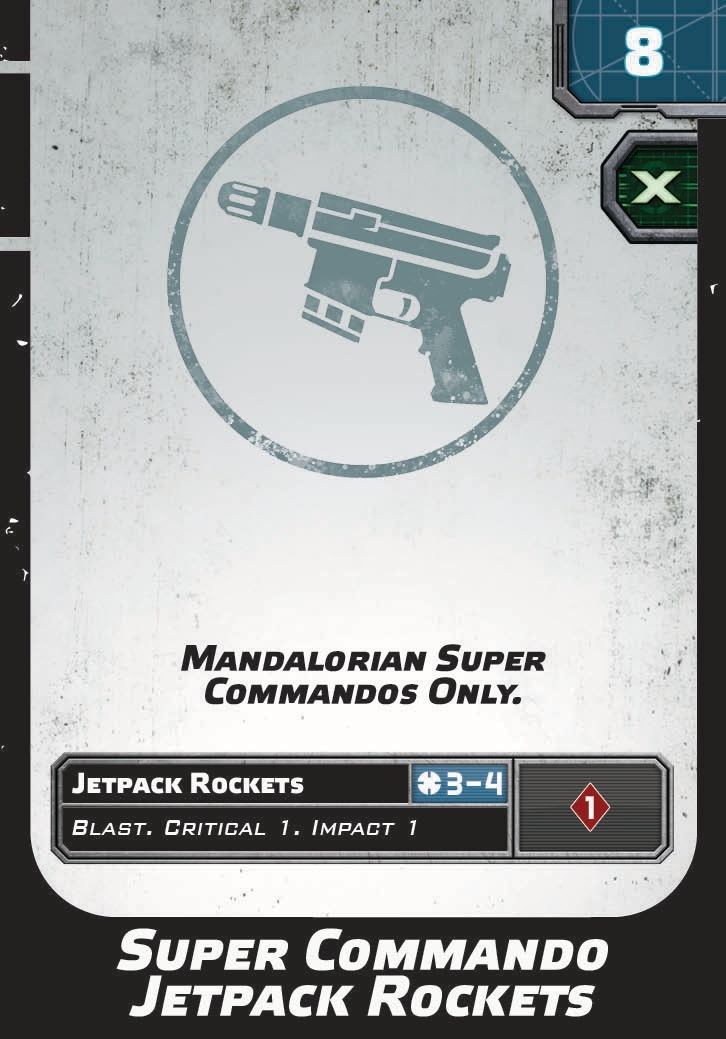 8
X
Mandalorian Super
Commandos Only.
Jetpack Rockets 3–4
Blast. Critical 1. Impact 1
1
Super Commando
Jetpack Rockets